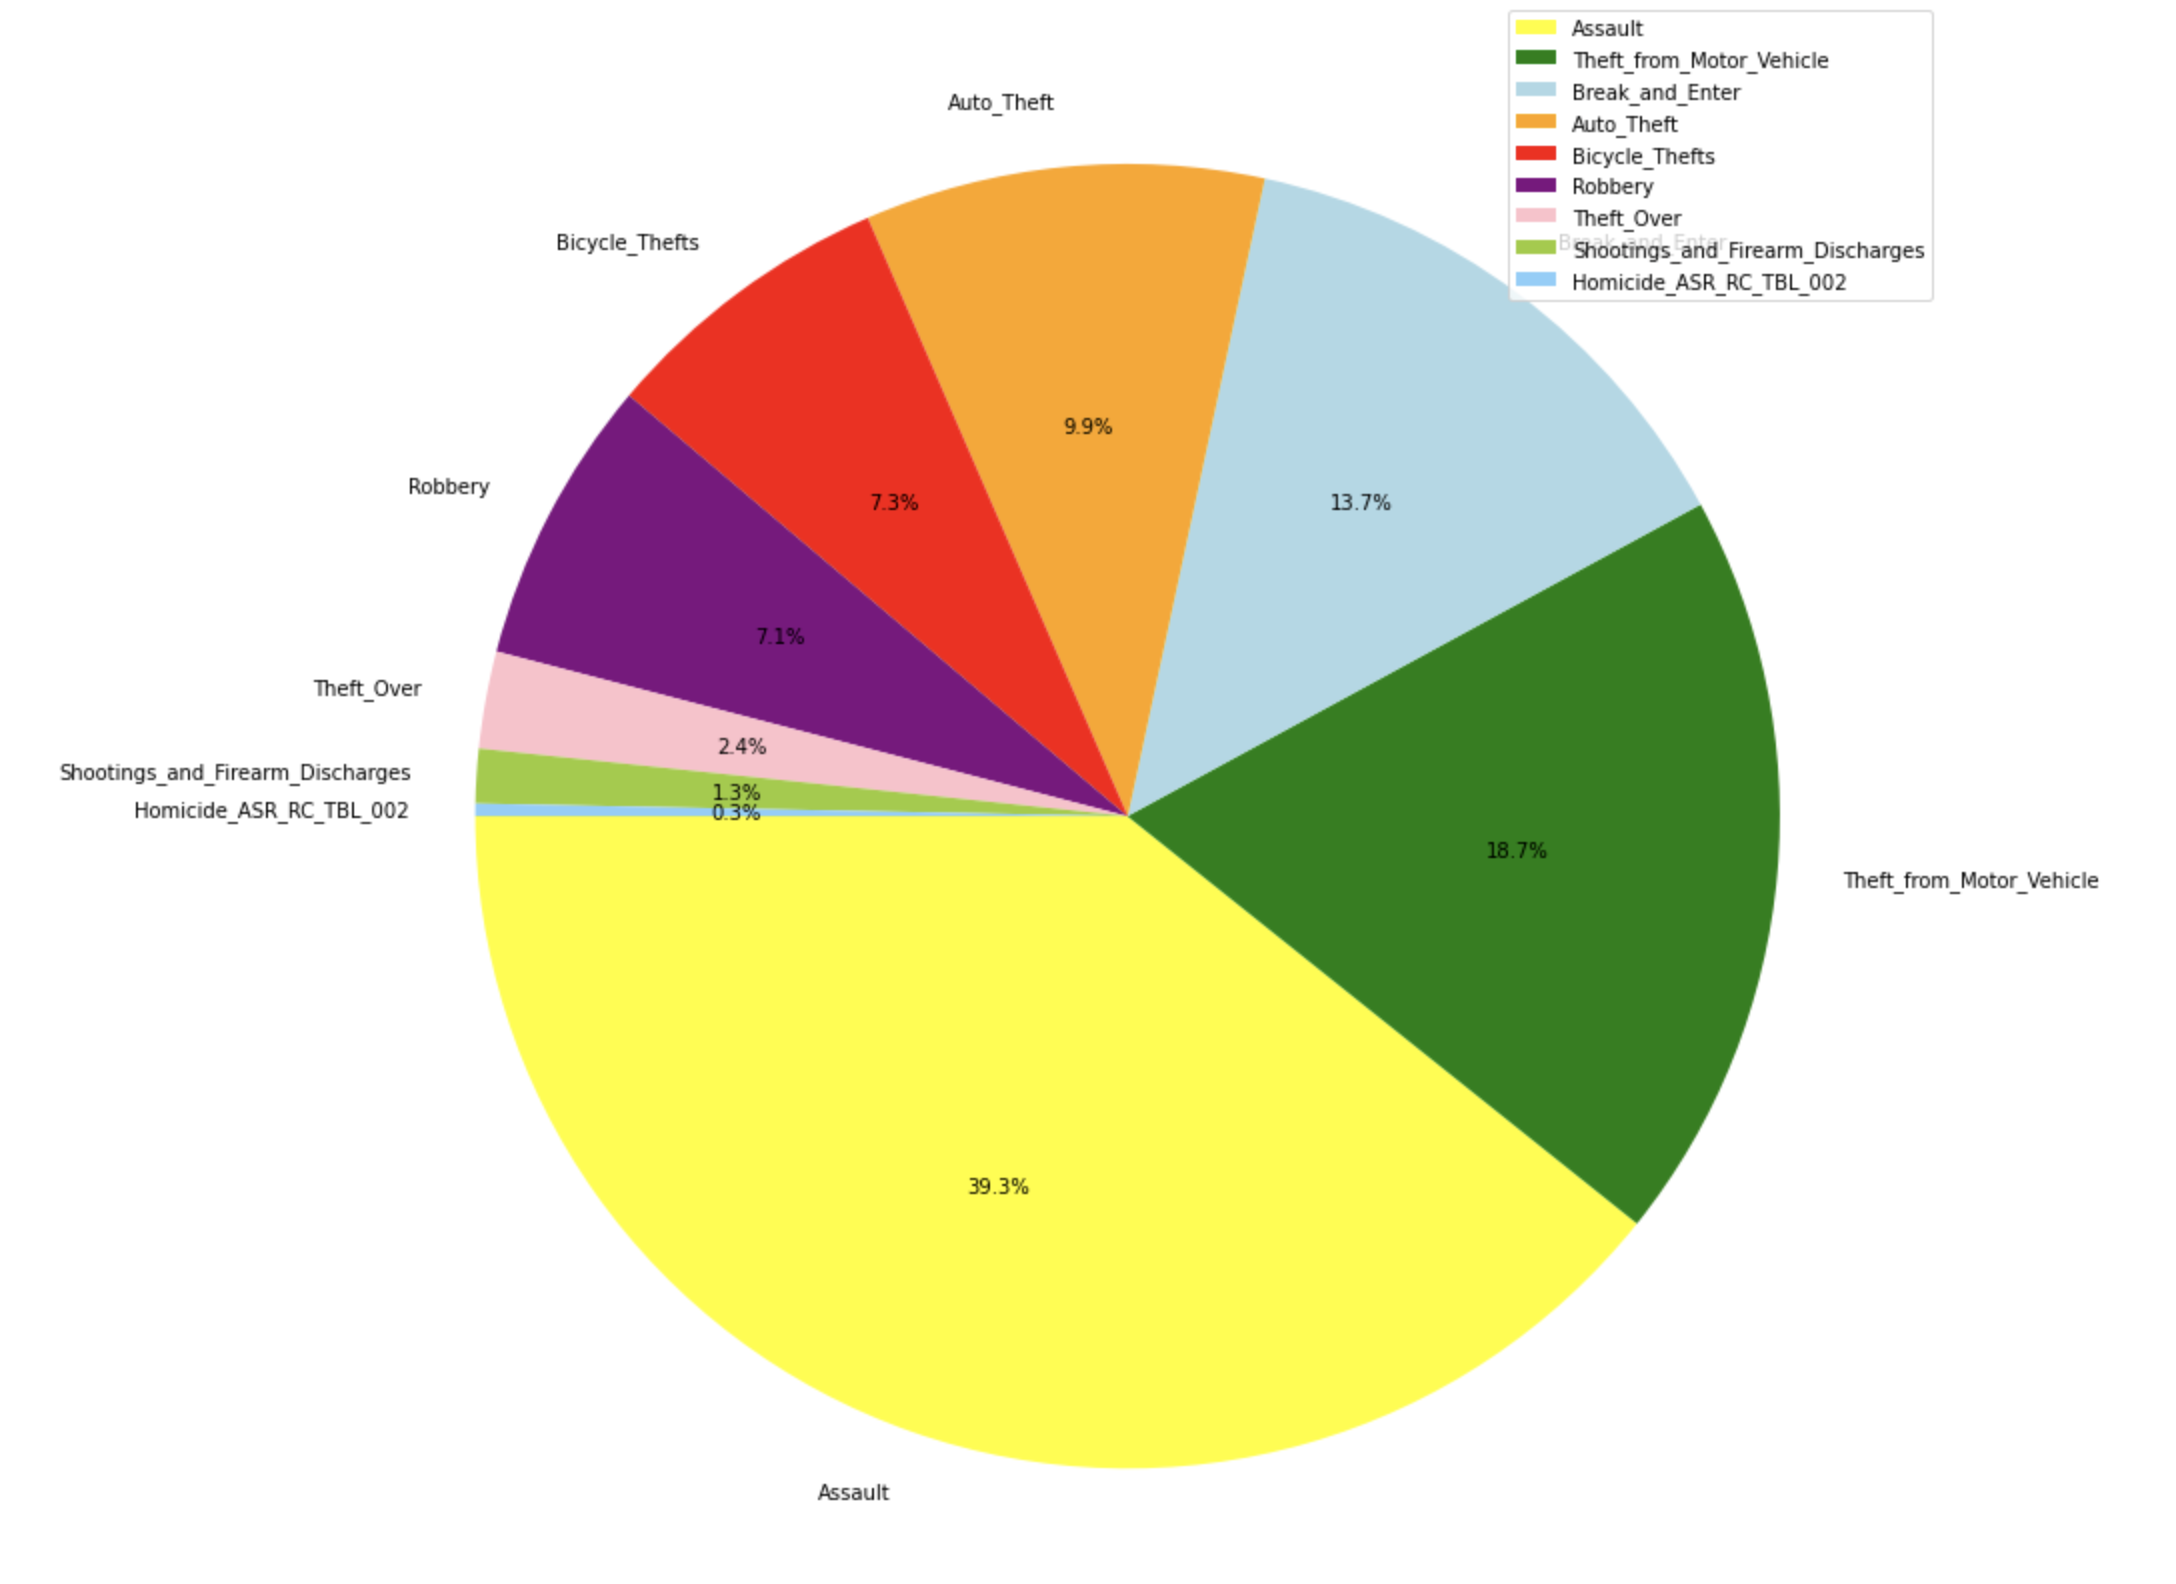 Assault
Theft_from_Motor_Vehicle
Break_and_Enter
Auto_Theft
Bicycle_Thefts
Robbery
Theft_Over
Shootings_and_Firearm_Discharges
Homicide_ASR_RC_TBL_002
Auto_Theft
Bicycle_Thefts
Break_and_Enter
9.9%
Robbery
7.3%
13.7%
7.1%
Theft_Over
2.4%
Shootings_and_Firearm_Discharges
1.3%
Homicide_ASR_RC_TBL_002
0.3%
18.7%
Theft_from_Motor_Vehicle
39.3%
Assault